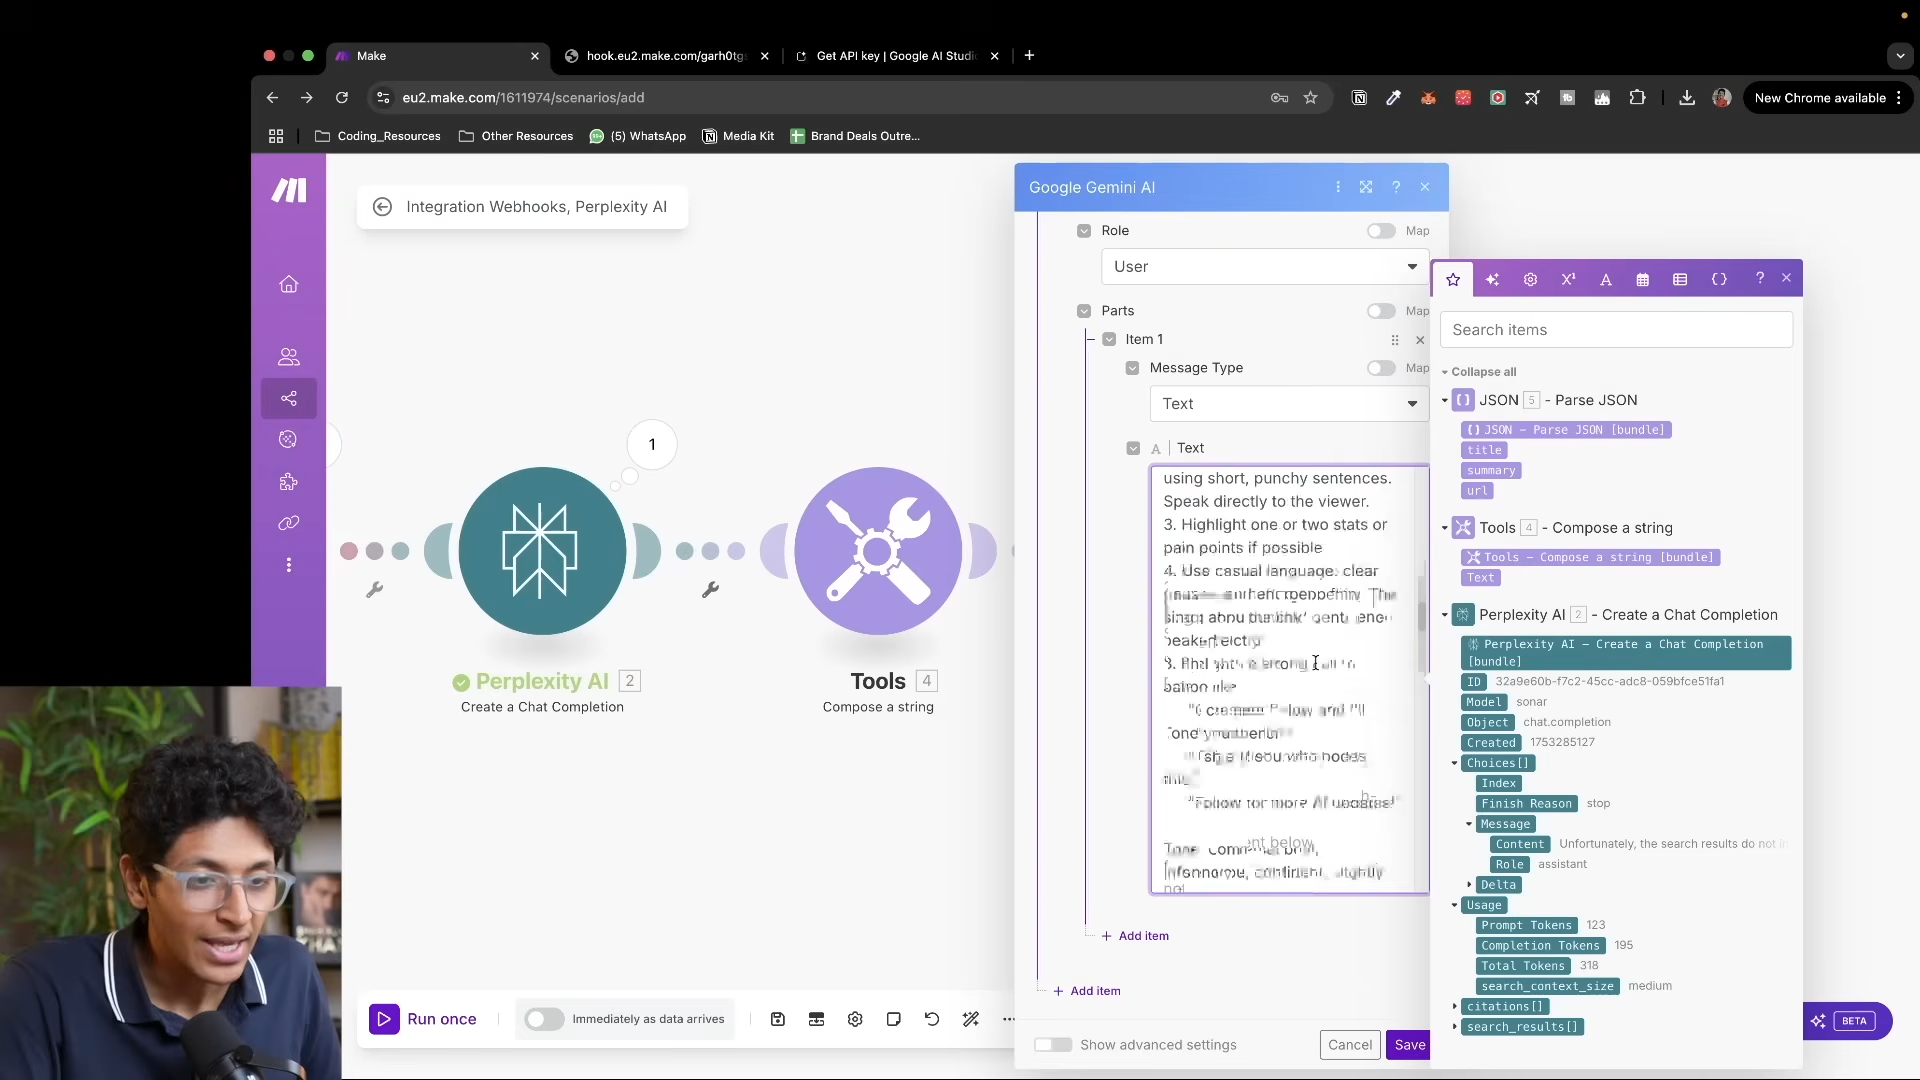 Make
hook.eu2.make.com/garh0tg
Get API key | Google AI Studi
eu2.make.com/1611974/scenarios/add
New Chrome available
Coding_Resources
Other Resources
(5) WhatsApp
Media Kit
Brand Deals Outre...
Integration Webhooks, Perplexity AI
1
Perplexity AI 2
Create a Chat Completion
Tools 4
Compose a string
Google Gemini AI
Role
Map
User
Parts
Map
Item 1
Message Type
Map
Text
A | Text
using short, punchy sentences.
Speak directly to the viewer.
3. Highlight one or two stats or
pain points if possible
4. Use casual language: clear
"Follow for more AI updates!"
+ Add item
+ Add item
Show advanced settings
Cancel
Save
Search items
Collapse all
JSON 5 - Parse JSON
JSON – Parse JSON [bundle]
title
summary
url
Tools 4 - Compose a string
Tools – Compose a string [bundle]
Text
Perplexity AI 2 - Create a Chat Completion
Perplexity AI – Create a Chat Completion
[bundle]
ID 32a9e60b-f7c2-45cc-adc8-059bfce51fa1
Model sonar
Object chat.completion
Created 1753285127
Choices[]
Index
Finish Reason stop
Message
Content Unfortunately, the search results do not in
Role assistant
Delta
Usage
Prompt Tokens 123
Completion Tokens 195
Total Tokens 318
search_context_size medium
citations[]
search_results[]
Run once
Immediately as data arrives
BETA